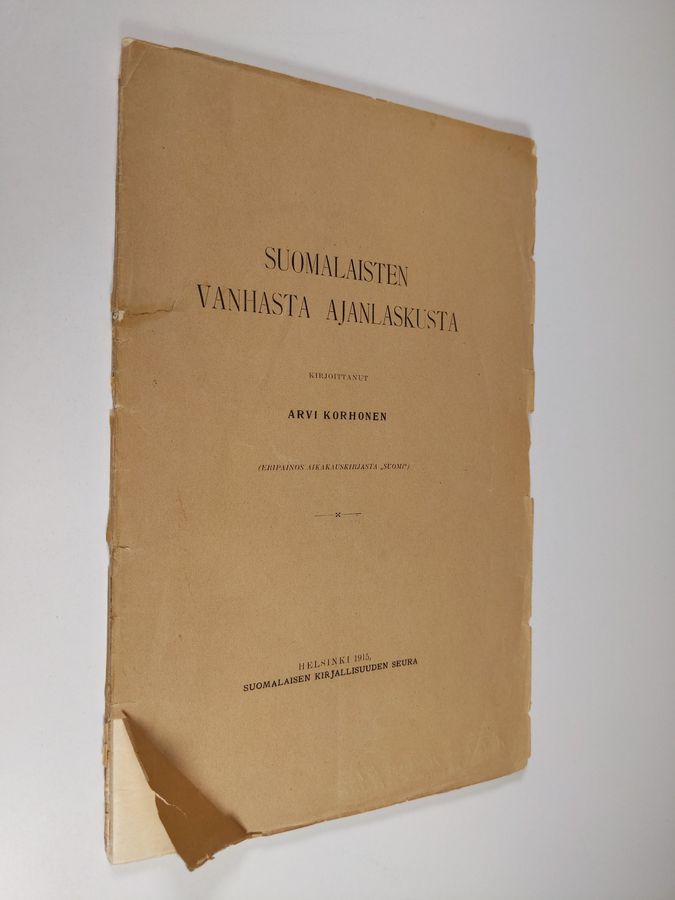 SUOMALAISTEN
VANHASTA AJANLASKUSTA
KIRJOITTANUT
ARVI KORHONEN
(ERIPAINOS AIKAKAUSKIRJASTA „SUOMI“)
HELSINKI 1915,
SUOMALAISEN KIRJALLISUUDEN SEURA